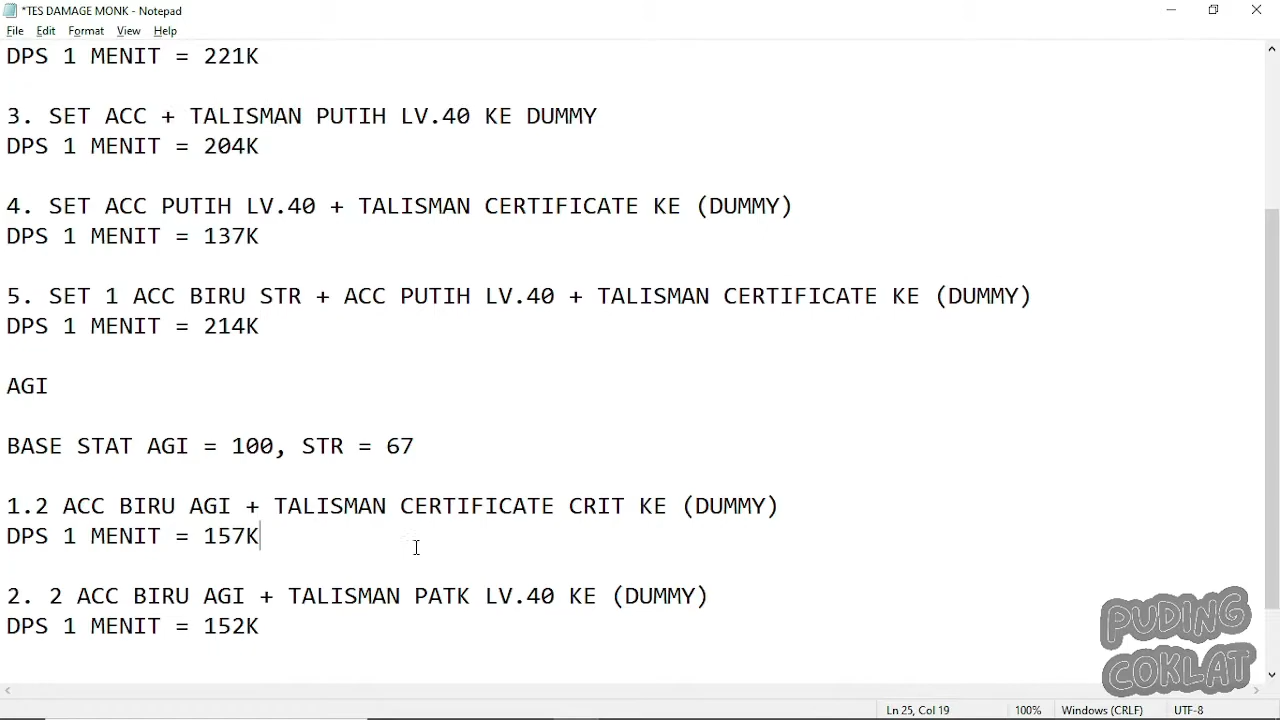 *TES DAMAGE MONK - Notepad
File Edit Format View Help
DPS 1 MENIT = 221K
3. SET ACC + TALISMAN PUTIH LV.40 KE DUMMY
DPS 1 MENIT = 204K
4. SET ACC PUTIH LV.40 + TALISMAN CERTIFICATE KE (DUMMY)
DPS 1 MENIT = 137K
5. SET 1 ACC BIRU STR + ACC PUTIH LV.40 + TALISMAN CERTIFICATE KE (DUMMY)
DPS 1 MENIT = 214K
AGI
BASE STAT AGI = 100, STR = 67
1.2 ACC BIRU AGI + TALISMAN CERTIFICATE CRIT KE (DUMMY)
DPS 1 MENIT = 157K
2. 2 ACC BIRU AGI + TALISMAN PATK LV.40 KE (DUMMY)
DPS 1 MENIT = 152K
PUDING
COKLAT
Ln 25, Col 19 100% Windows (CRLF) UTF-8